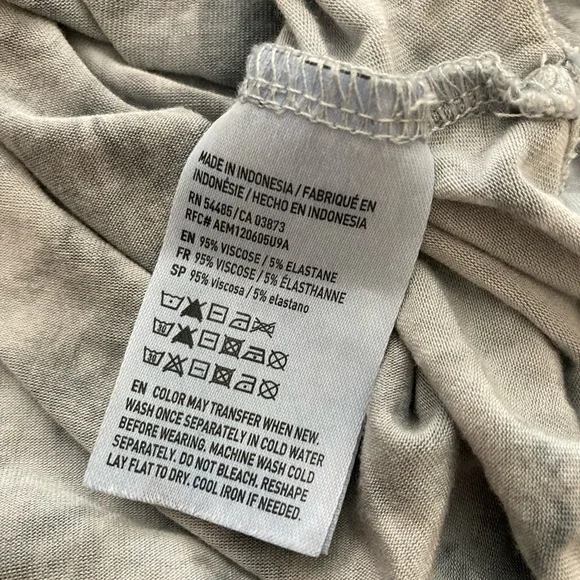 MADE IN INDONESIA / FABRIQUÉ EN
INDONÉSIE / HECHO EN INDONESIA
RN 54485/CA 03873
RFC# AEM120605U9A
EN 95% VISCOSE / 5% ELASTANE
FR 95% VISCOSE / 5% ÉLASTHANNE
SP 95% viscosa / 5% elastano
30
30
EN COLOR MAY TRANSFER WHEN NEW.
WASH ONCE SEPARATELY IN COLD WATER
BEFORE WEARING. MACHINE WASH COLD
SEPARATELY. DO NOT BLEACH. RESHAPE
LAY FLAT TO DRY. COOL IRON IF NEEDED.